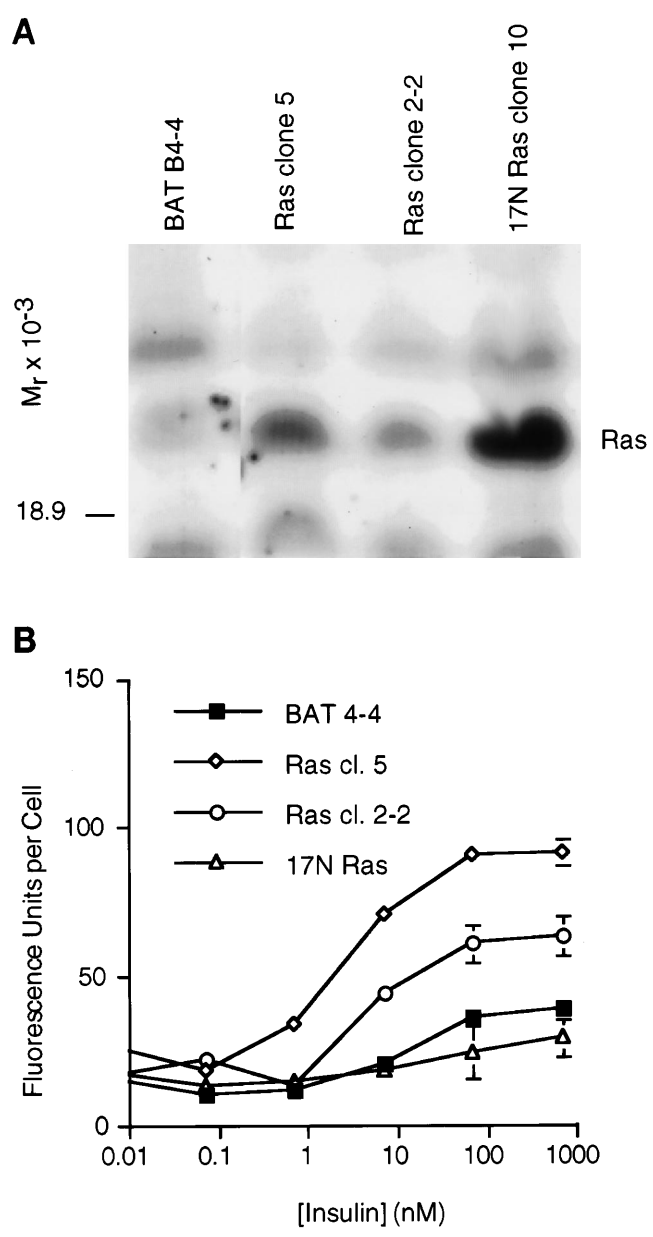 A
BAT B4-4
Ras clone 5
Ras clone 2-2
17N Ras clone 10
Mr x 10-3
Ras
18.9
B
150
100
50
0
BAT 4-4
Ras cl. 5
Ras cl. 2-2
17N Ras
Fluorescence Units per Cell
0.01
0.1
1
10
100
1000
[Insulin] (nM)